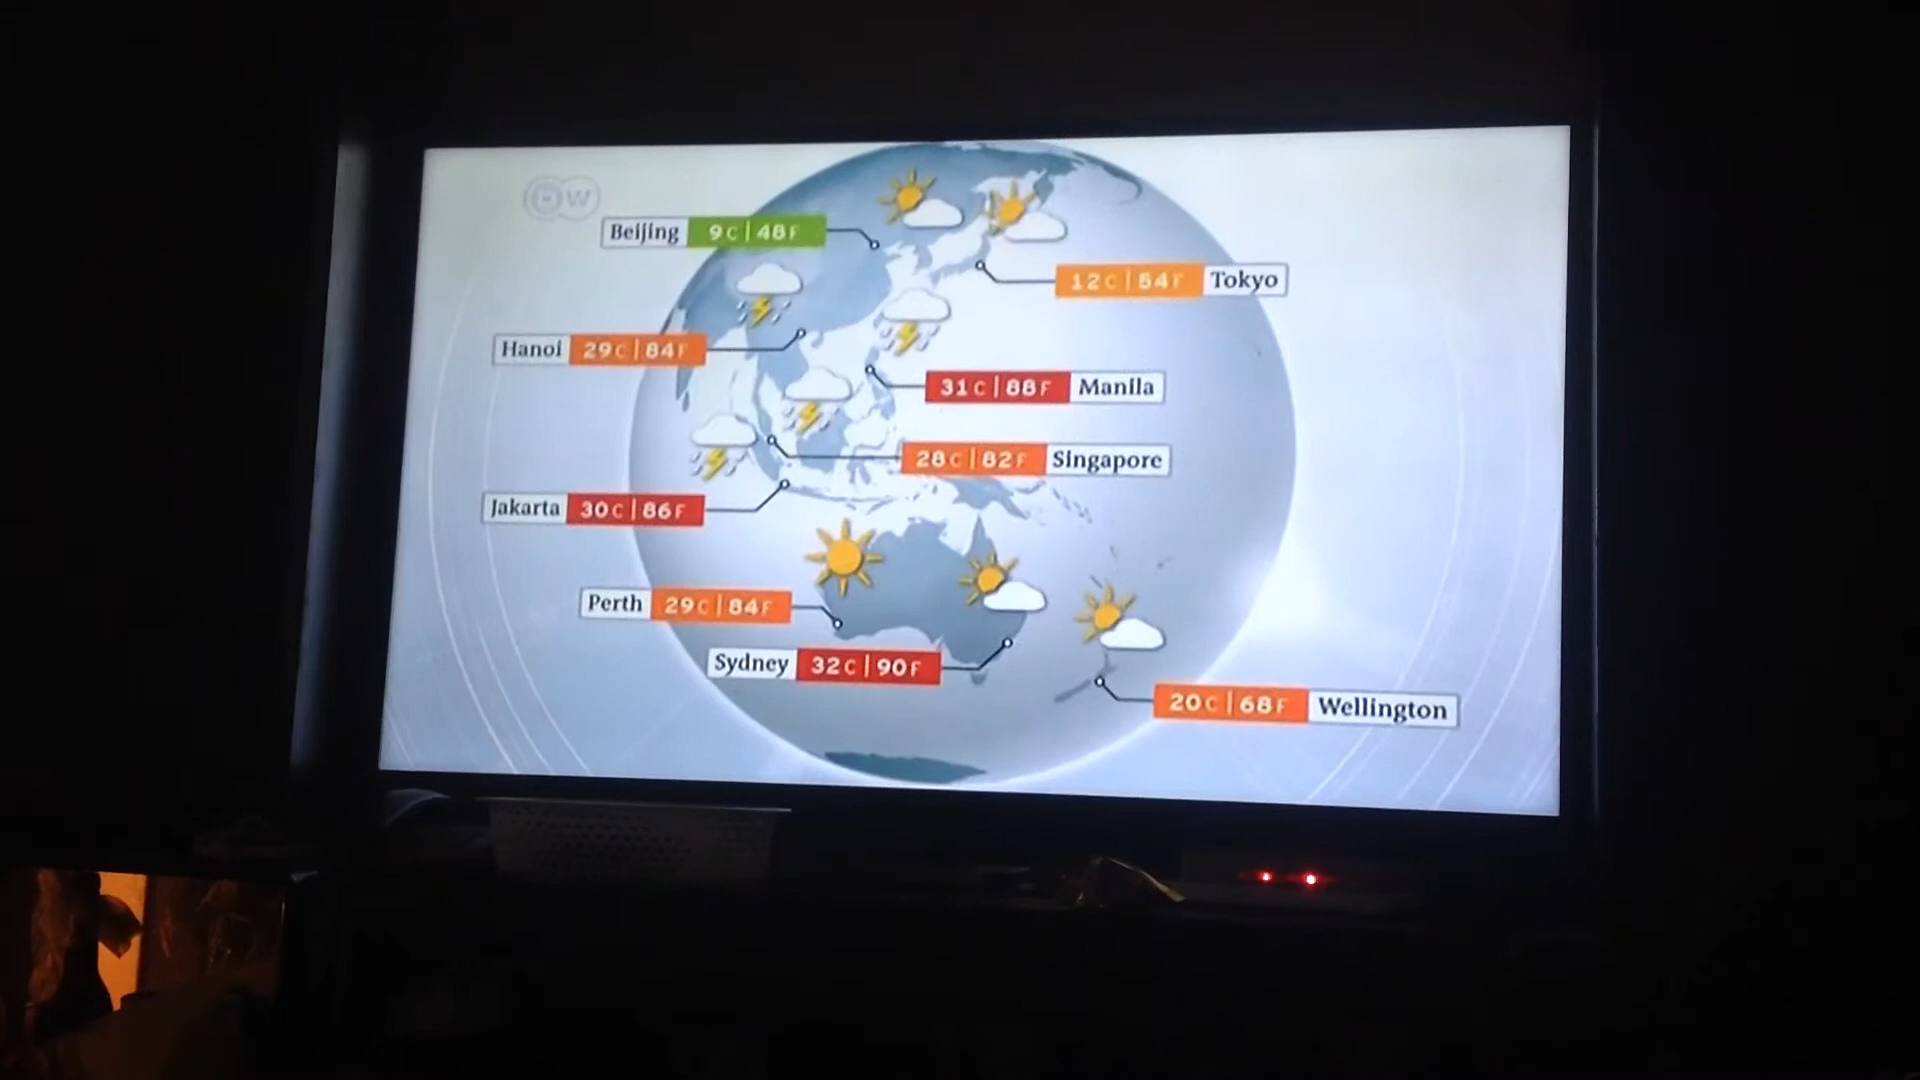 DW
Beijing 9C|48F
12C|54F Tokyo
Hanoi 29C|84F
31C|88F Manila
28C|82F Singapore
Jakarta 30C|86F
Perth 29C|84F
Sydney 32C|90F
20C|68F Wellington